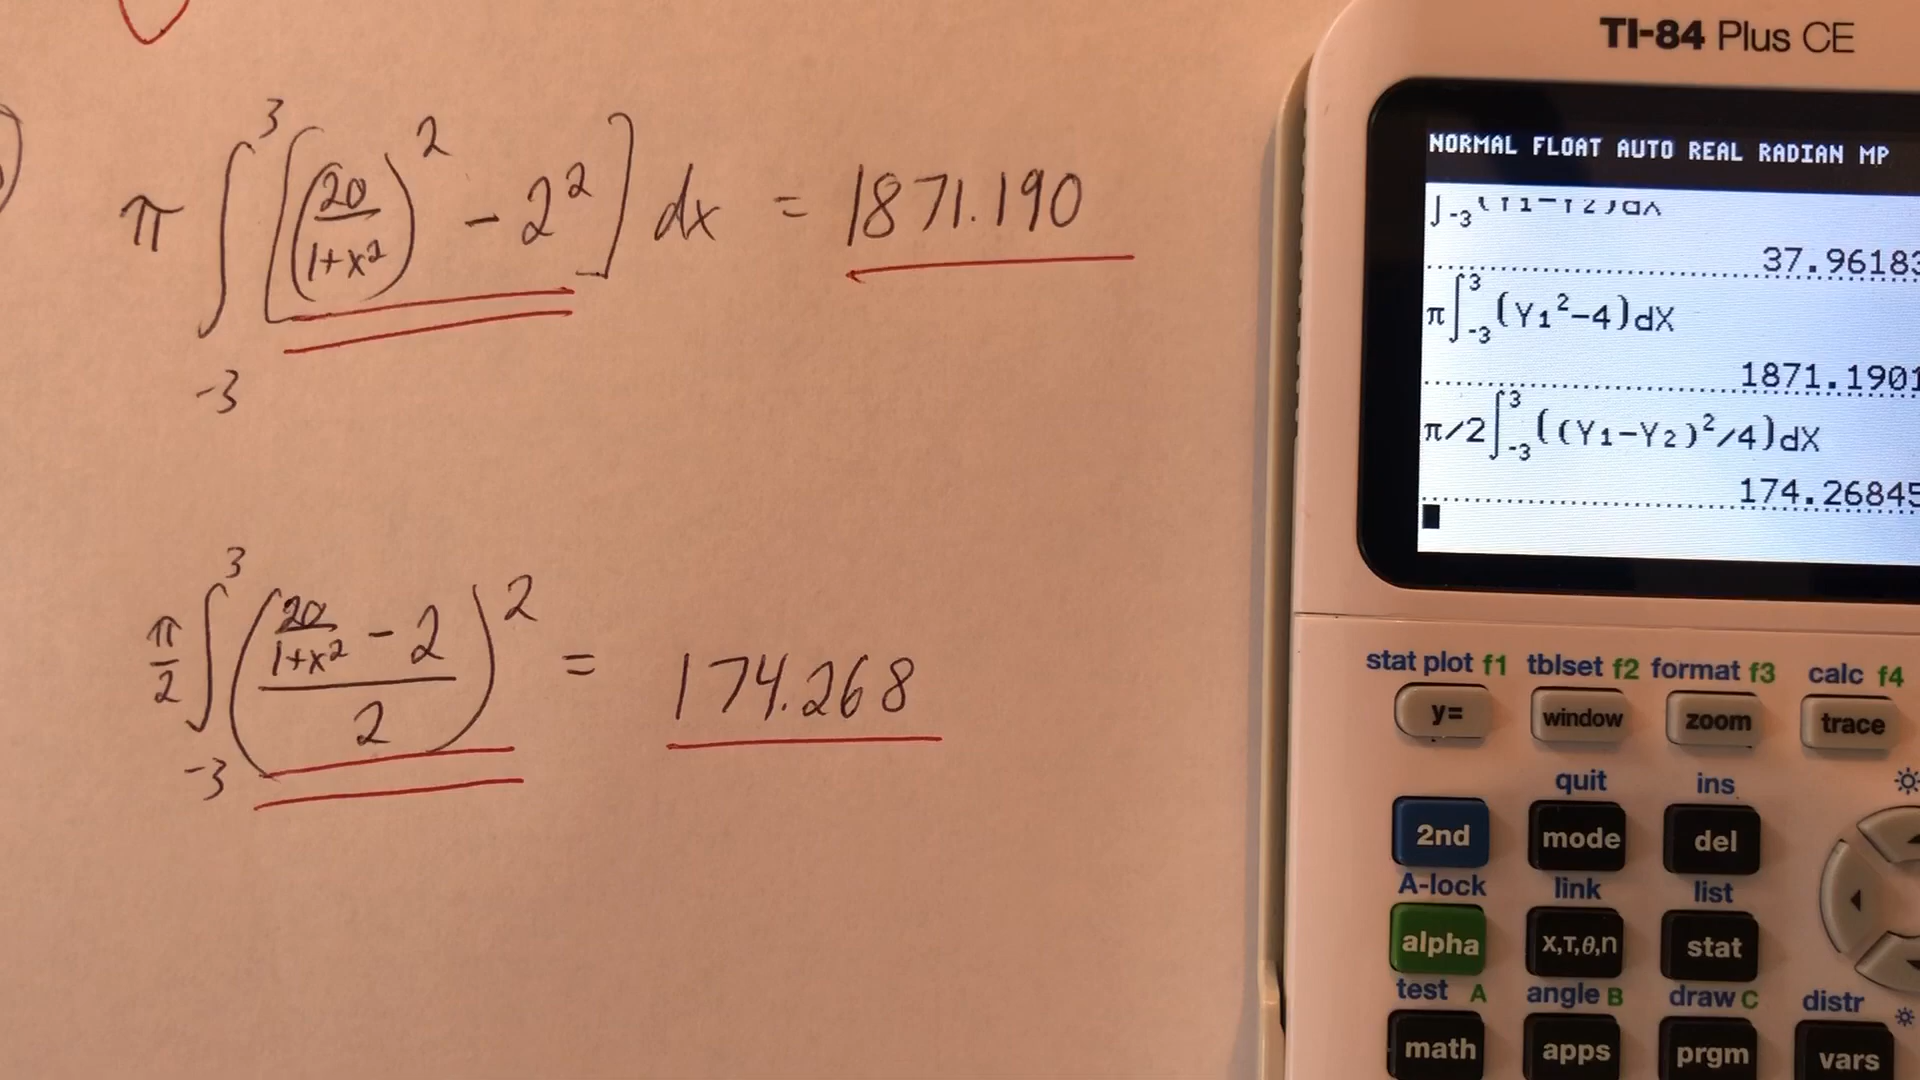 π ∫_{-3}^{3} [(20/(1+x²))² - 2²] dx = 1871.190
π/2 ∫_{-3}^{3} ((20/(1+x²) - 2)/2)² = 174.268
TI-84 Plus CE
NORMAL FLOAT AUTO REAL RADIAN MP
∫_{-3} (Y1-Y2)dX
37.96183
π∫_{-3}^{3} (Y1²-4)dX
1871.1901
π/2∫_{-3}^{3} ((Y1-Y2)²/4)dX
174.26845
stat plot f1 tblset f2 format f3 calc f4
y= window zoom trace
quit ins
2nd mode del
A-lock link list
alpha X,T,θ,n stat
test A angle B draw C distr
math apps prgm vars